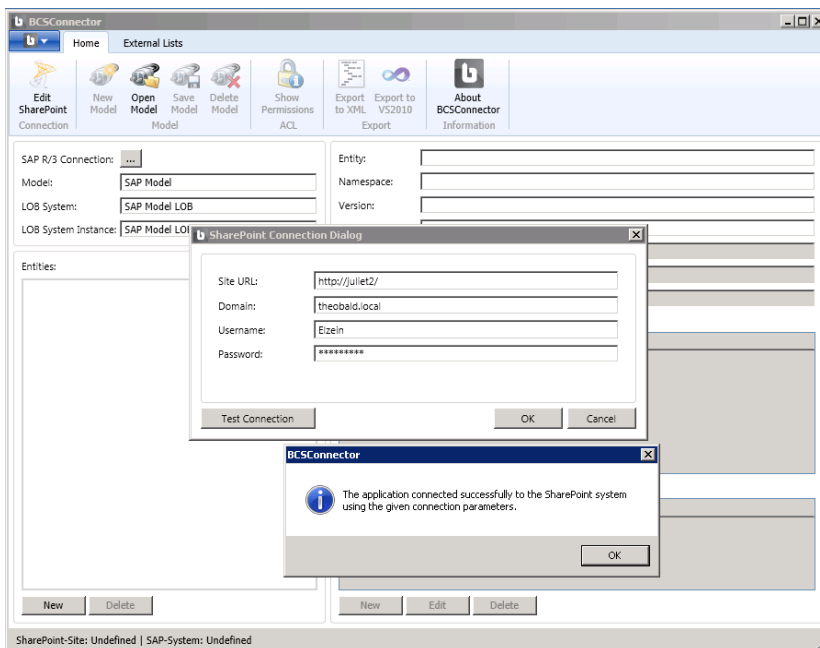 BCSConnector
Home External Lists
Edit SharePoint
New Model
Open Model
Save Model
Delete Model
Show Permissions
Export to XML
Export to VS2010
About BCSConnector
Connection Model ACL Export Information
SAP R/3 Connection: ...
Model: SAP Model
LOB System: SAP Model LOB
LOB System Instance: SAP Model LO
Entity:
Namespace:
Version:
Entities:
SharePoint Connection Dialog
Site URL: http://juliet2/
Domain: theobald.local
Username: Elzein
Password: *********
Test Connection OK Cancel
BCSConnector
The application connected successfully to the SharePoint system
using the given connection parameters.
OK
New Delete New Edit Delete
SharePoint-Site: Undefined | SAP-System: Undefined